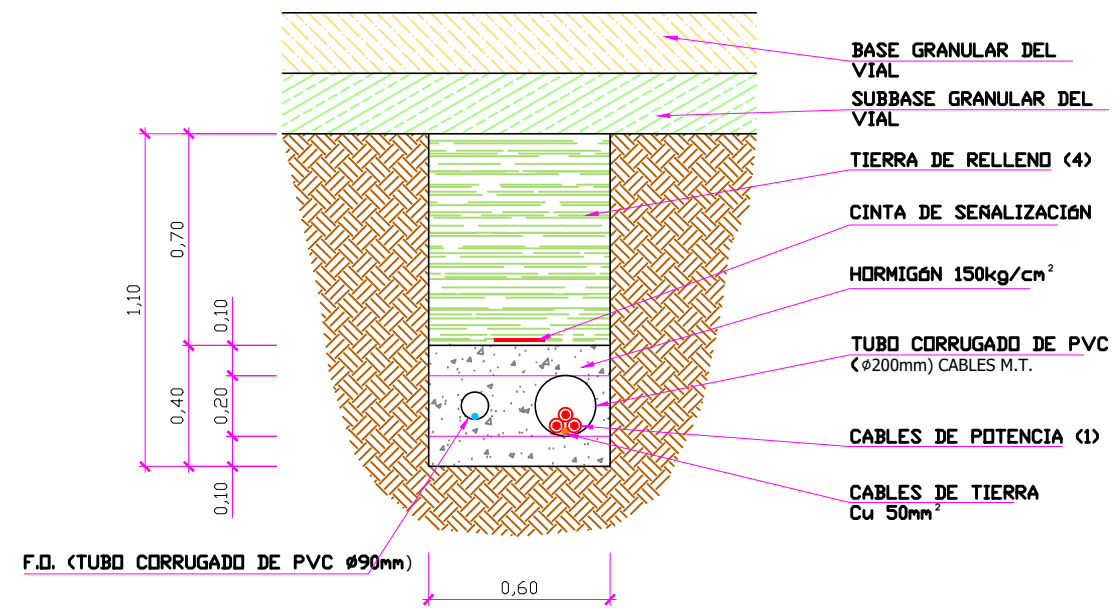 BASE GRANULAR DEL
VIAL
SUBBASE GRANULAR DEL
VIAL
TIERRA DE RELLENO (4)
CINTA DE SEÑALIZACIÓN
HORMIGÓN 150kg/cm²
TUBO CORRUGADO DE PVC
(ø200mm) CABLES M.T.
CABLES DE POTENCIA (1)
CABLES DE TIERRA
Cu 50mm²
F.O. (TUBO CORRUGADO DE PVC Ø90mm)
1,10
0,70
0,40
0,10
0,20
0,10
0,60